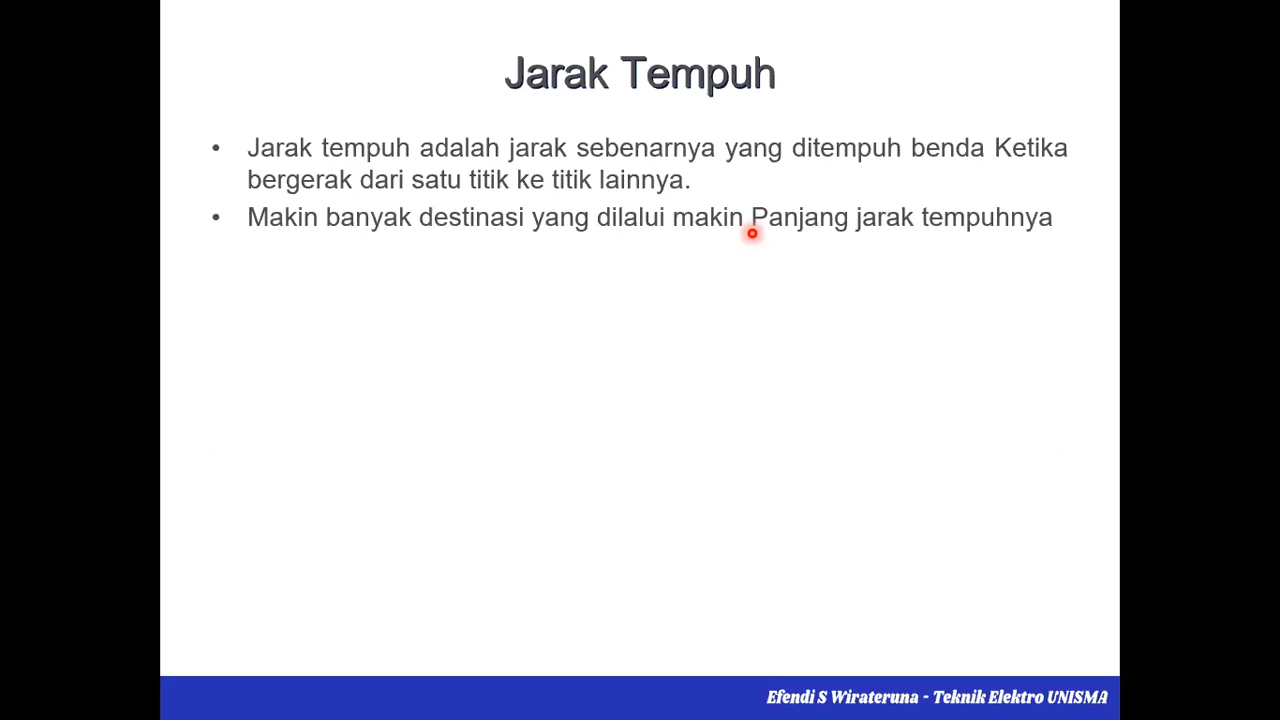 Jarak Tempuh
• Jarak tempuh adalah jarak sebenarnya yang ditempuh benda Ketika
bergerak dari satu titik ke titik lainnya.
• Makin banyak destinasi yang dilalui makin Panjang jarak tempuhnya
Efendi S Wirateruna - Teknik Elektro UNISMA